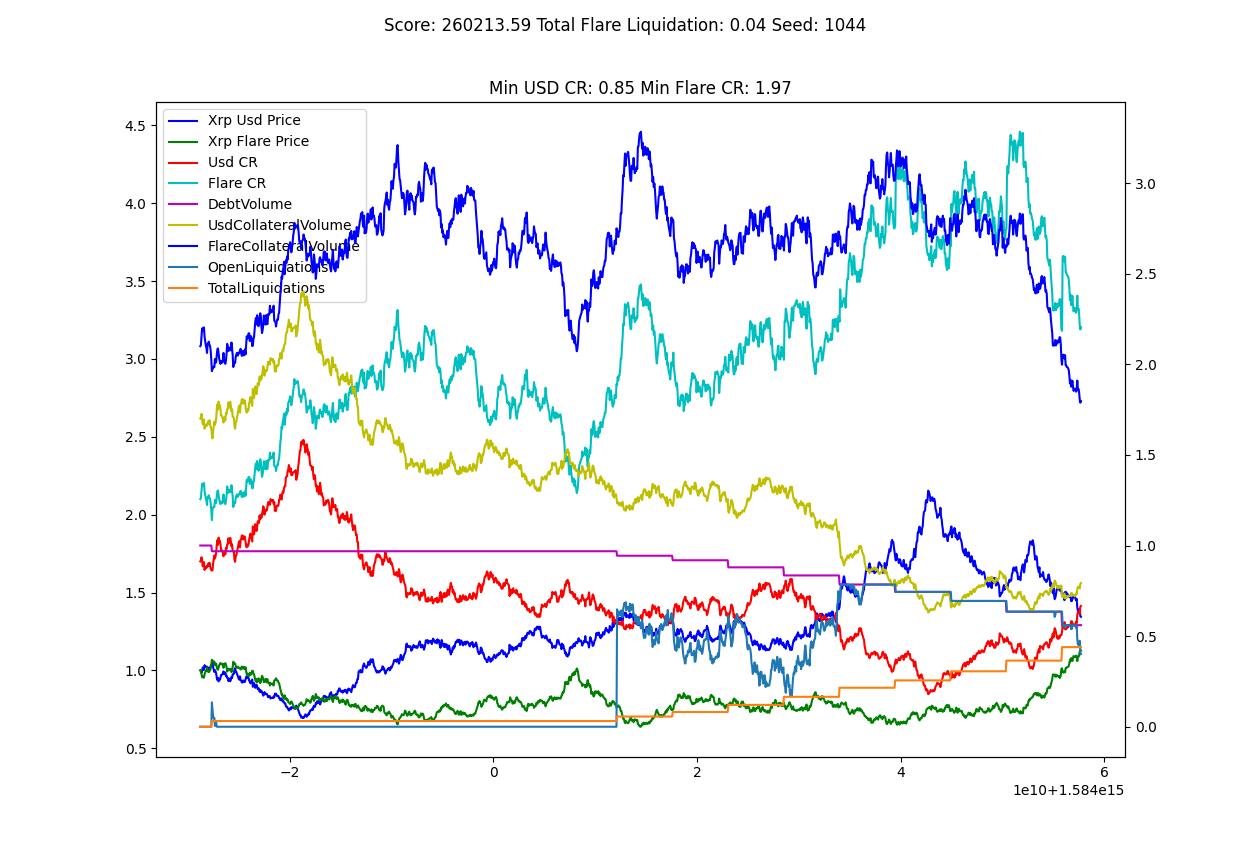 Score: 260213.59 Total Flare Liquidation: 0.04 Seed: 1044
Min USD CR: 0.85 Min Flare CR: 1.97
Xrp Usd Price
Xrp Flare Price
Usd CR
Flare CR
DebtVolume
UsdCollateralVolume
FlareCollateralVolume
OpenLiquidations
TotalLiquidations
4.5
4.0
3.5
3.0
2.5
2.0
1.5
1.0
0.5
3.0
2.5
2.0
1.5
1.0
0.5
0.0
−2 0 2 4 6
1e10+1.584e15